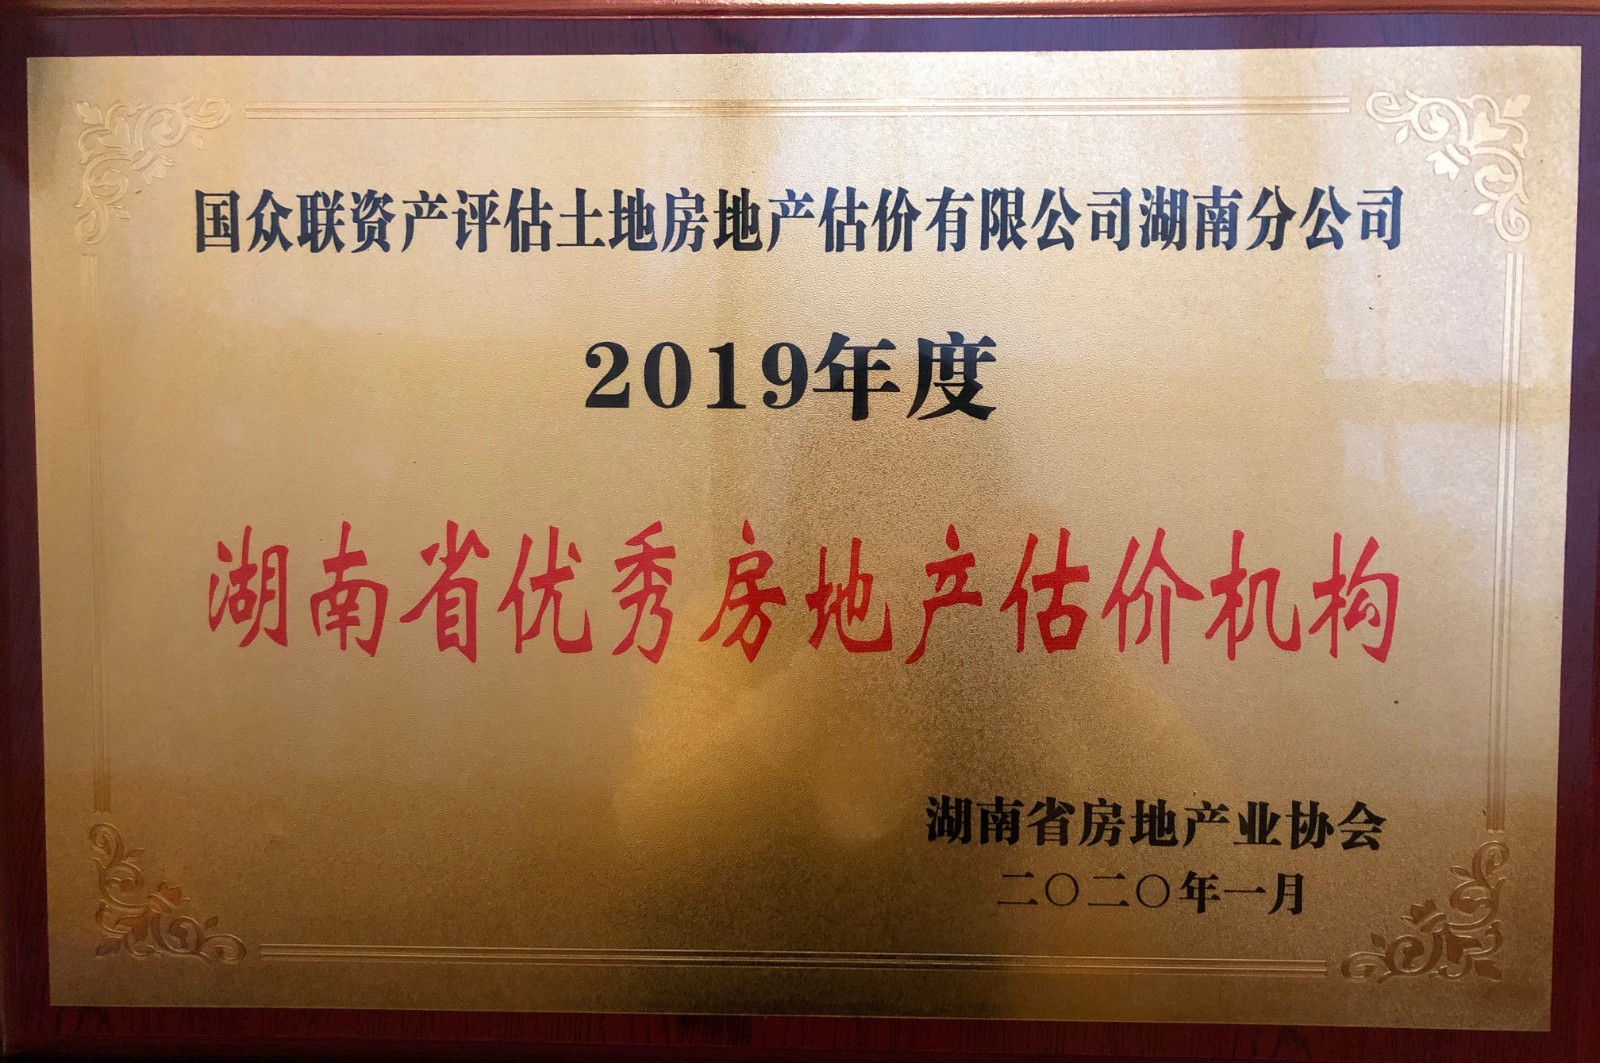 国众联资产评估土地房地产估价有限公司湖南分公司
2019年度
湖南省优秀房地产估价机构
湖南省房地产业协会
二〇二〇年一月